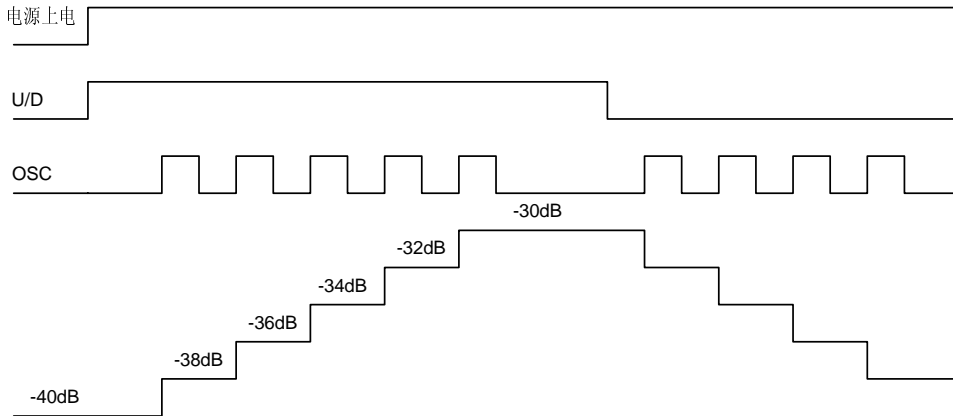 电源上电
U/D
OSC
-30dB
-32dB
-34dB
-36dB
-38dB
-40dB